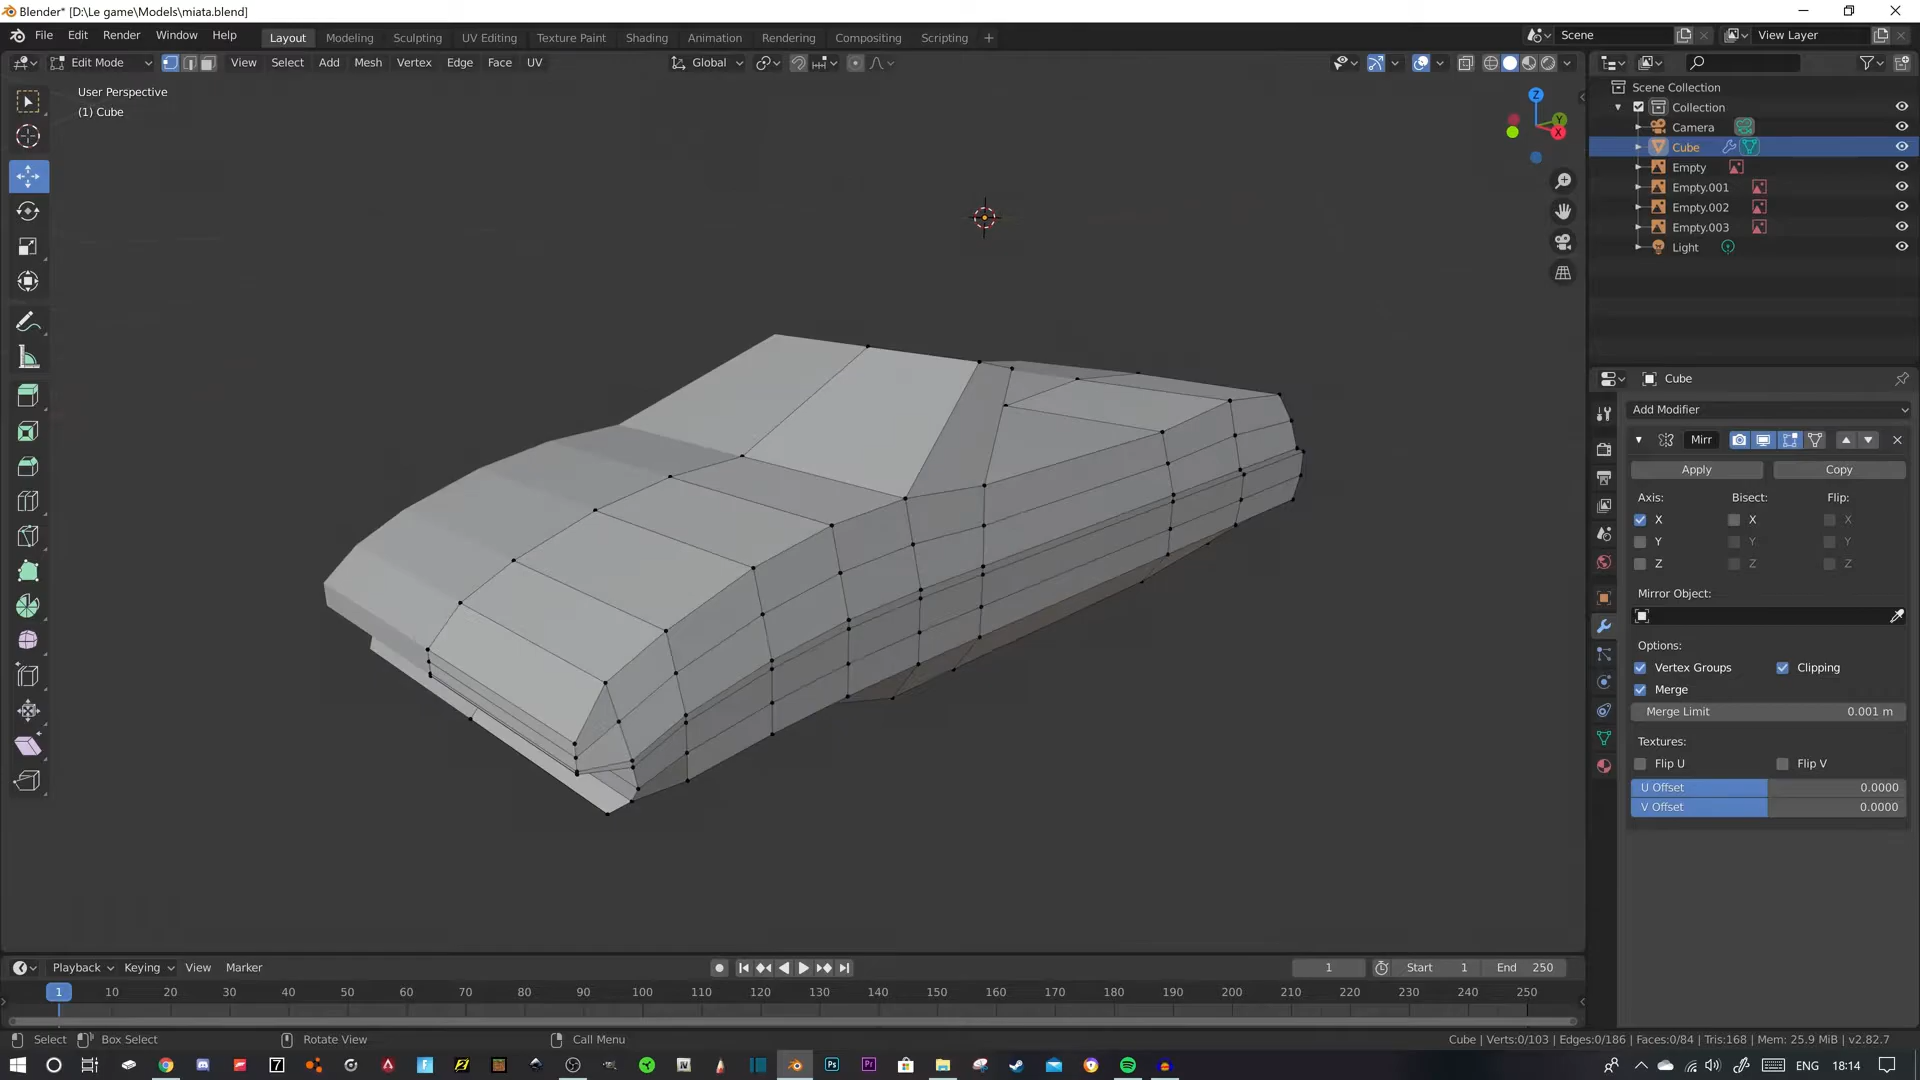 Blender* [D:\Le game\Models\miata.blend]
File Edit Render Window Help
Layout Modeling Sculpting UV Editing Texture Paint Shading Animation Rendering Compositing Scripting
Scene
View Layer
Edit Mode
View Select Add Mesh Vertex Edge Face UV
Global
User Perspective
(1) Cube
Z
Y
X
Scene Collection
Collection
Camera
Cube
Empty
Empty.001
Empty.002
Empty.003
Light
Cube
Add Modifier
Mirr
Apply Copy
Axis: Bisect: Flip:
X X X
Y Y Y
Z Z Z
Mirror Object:
Options:
Vertex Groups Clipping
Merge
Merge Limit 0.001 m
Textures:
Flip U Flip V
U Offset 0.0000
V Offset 0.0000
Playback Keying View Marker
1 Start 1 End 250
1 10 20 30 40 50 60 70 80 90 100 110 120 130 140 150 160 170 180 190 200 210 220 230 240 250
Select Box Select Rotate View Call Menu
Cube | Verts:0/103 | Edges:0/186 | Faces:0/84 | Tris:168 | Mem: 25.9 MiB | v2.82.7
7 IV Ps Pr
ENG 18:14